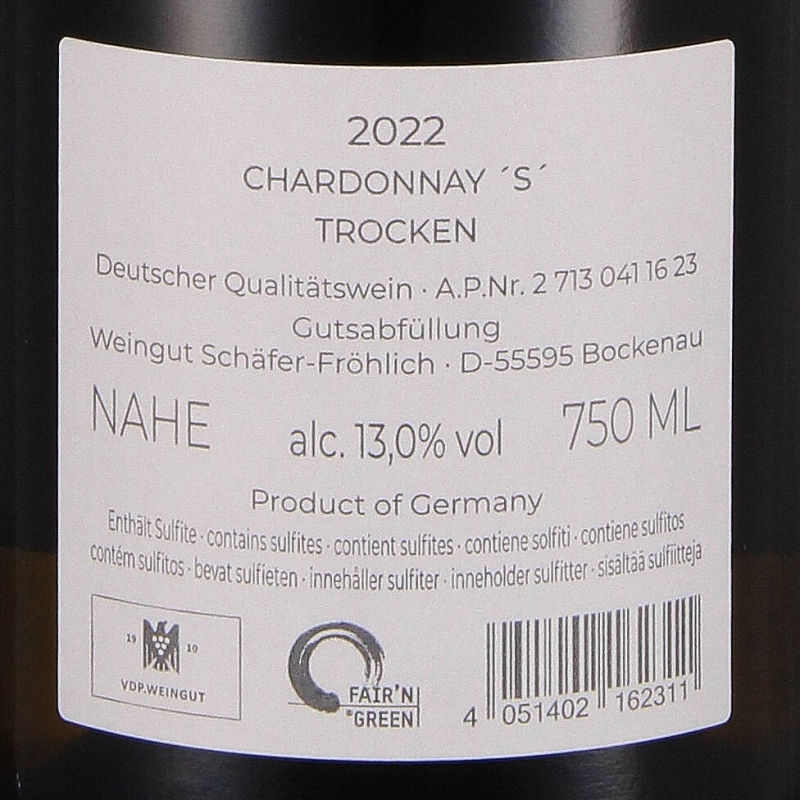 2022
CHARDONNAY ´S´
TROCKEN
Deutscher Qualitätswein · A.P.Nr. 2 713 041 16 23
Gutsabfüllung
Weingut Schäfer-Fröhlich · D-55595 Bockenau
NAHE alc. 13,0% vol 750 ML
Product of Germany
Enthält Sulfite · contains sulfites · contient sulfites · contiene solfiti · contiene sulfitos
contém sulfitos · bevat sulfieten · innehåller sulfiter · inneholder sulfitter · sisältää sulfiitteja
19 10
VDP.WEINGUT
FAIR'N
GREEN
4 051402 162311